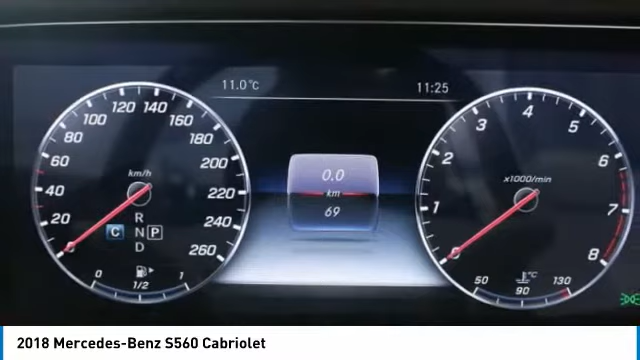 11.0°C
11:25
120 140
100 160
80 180
60 200
40 220
20 240
260
km/h
R
C N P
D
0 1/2 1
0.0
km
69
4
3 5
2 6
1 7
8
x1000/min
50 90 130
°C
2018 Mercedes-Benz S560 Cabriolet